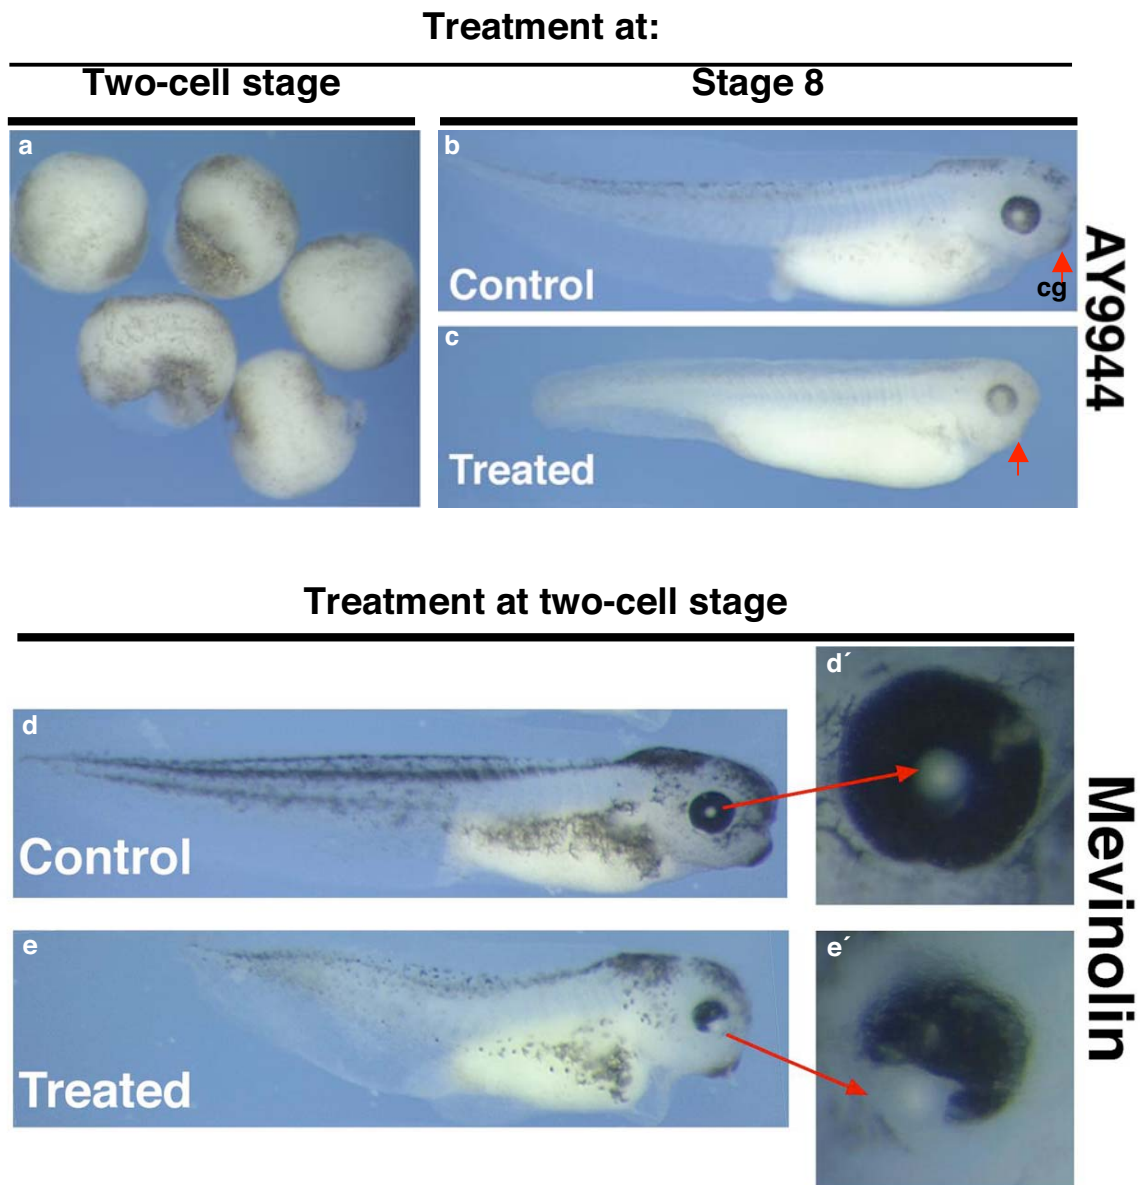 Treatment at:
Two-cell stage
Stage 8
a
b
Control
cg
c
Treated
AY9944
Treatment at two-cell stage
d
Control
d´
e
Treated
e´
Mevinolin